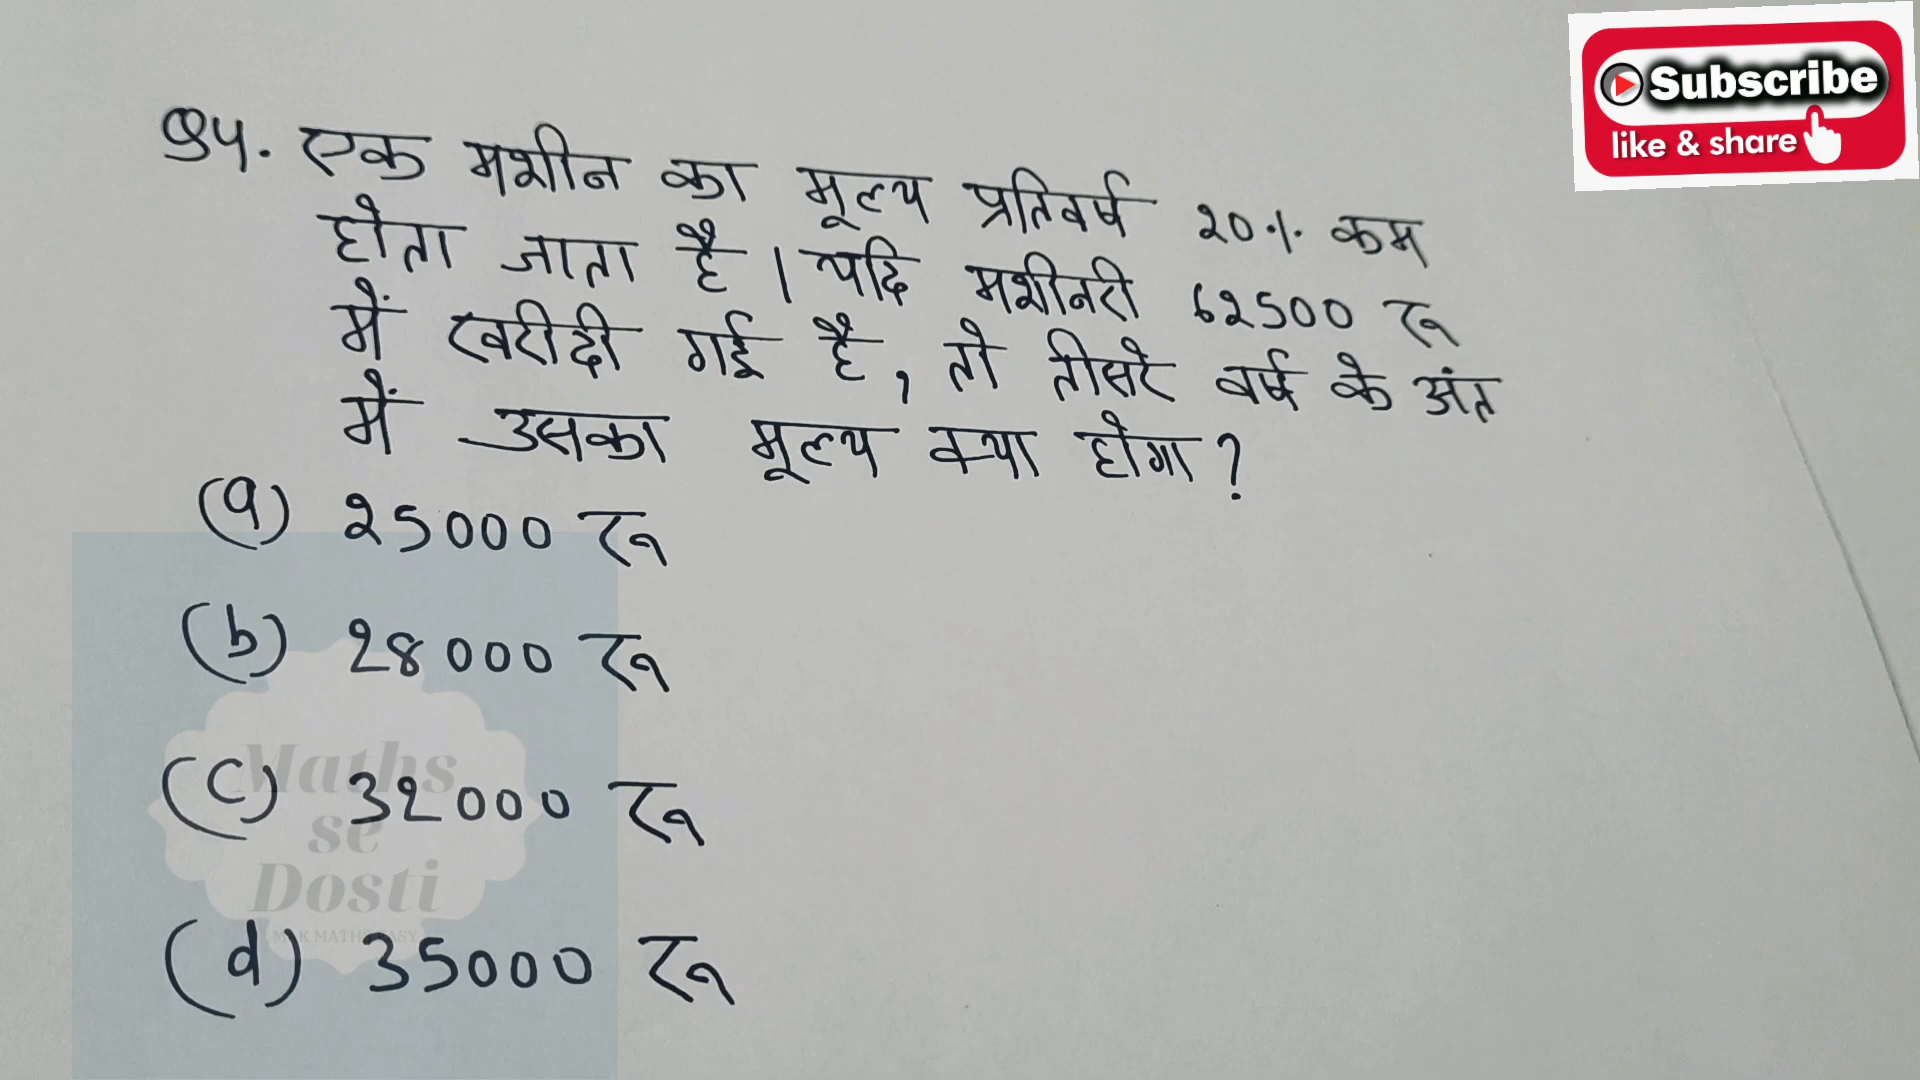 Subscribe
like & share
Q4. एक मशीन का मूल्य प्रतिवर्ष 20% कम
होता जाता है । यदि मशीनरी 62500 रू
में खरीदी गई है, तो तीसरे वर्ष के अंत
में उसका मूल्य क्या होगा?
(a) 25000 रू
(b) 28000 रू
(c) 32000 रू
(d) 35000 रू
Maths
se
Dosti